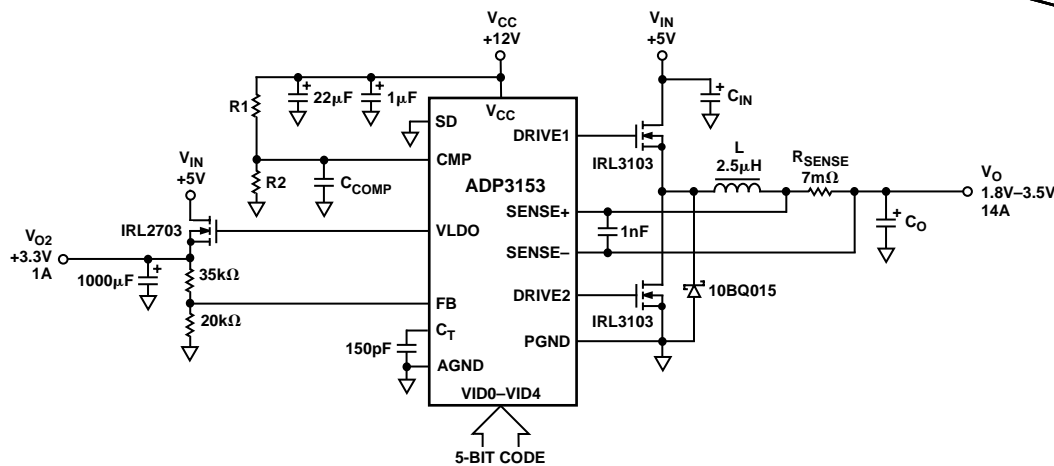 VCC
+12V
VIN
+5V
R1
22µF
1µF
VCC
SD
DRIVE1
+ CIN
IRL3103
L
2.5µH
RSENSE
7mΩ
VO
1.8V–3.5V
14A
VIN
+5V
R2
CCOMP
CMP
ADP3153
SENSE+
1nF
SENSE–
+ CO
IRL2703
VLDO
VO2
+3.3V
1A
1000µF
35kΩ
20kΩ
FB
DRIVE2
IRL3103
10BQ015
CT
150pF
AGND
PGND
VID0–VID4
5-BIT CODE